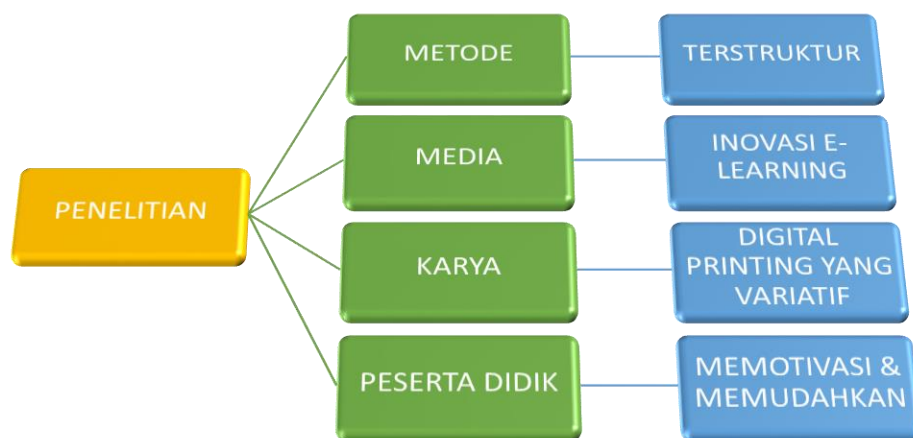 PENELITIAN
METODE
TERSTRUKTUR
MEDIA
INOVASI E-
LEARNING
KARYA
DIGITAL
PRINTING YANG
VARIATIF
PESERTA DIDIK
MEMOTIVASI &
MEMUDAHKAN